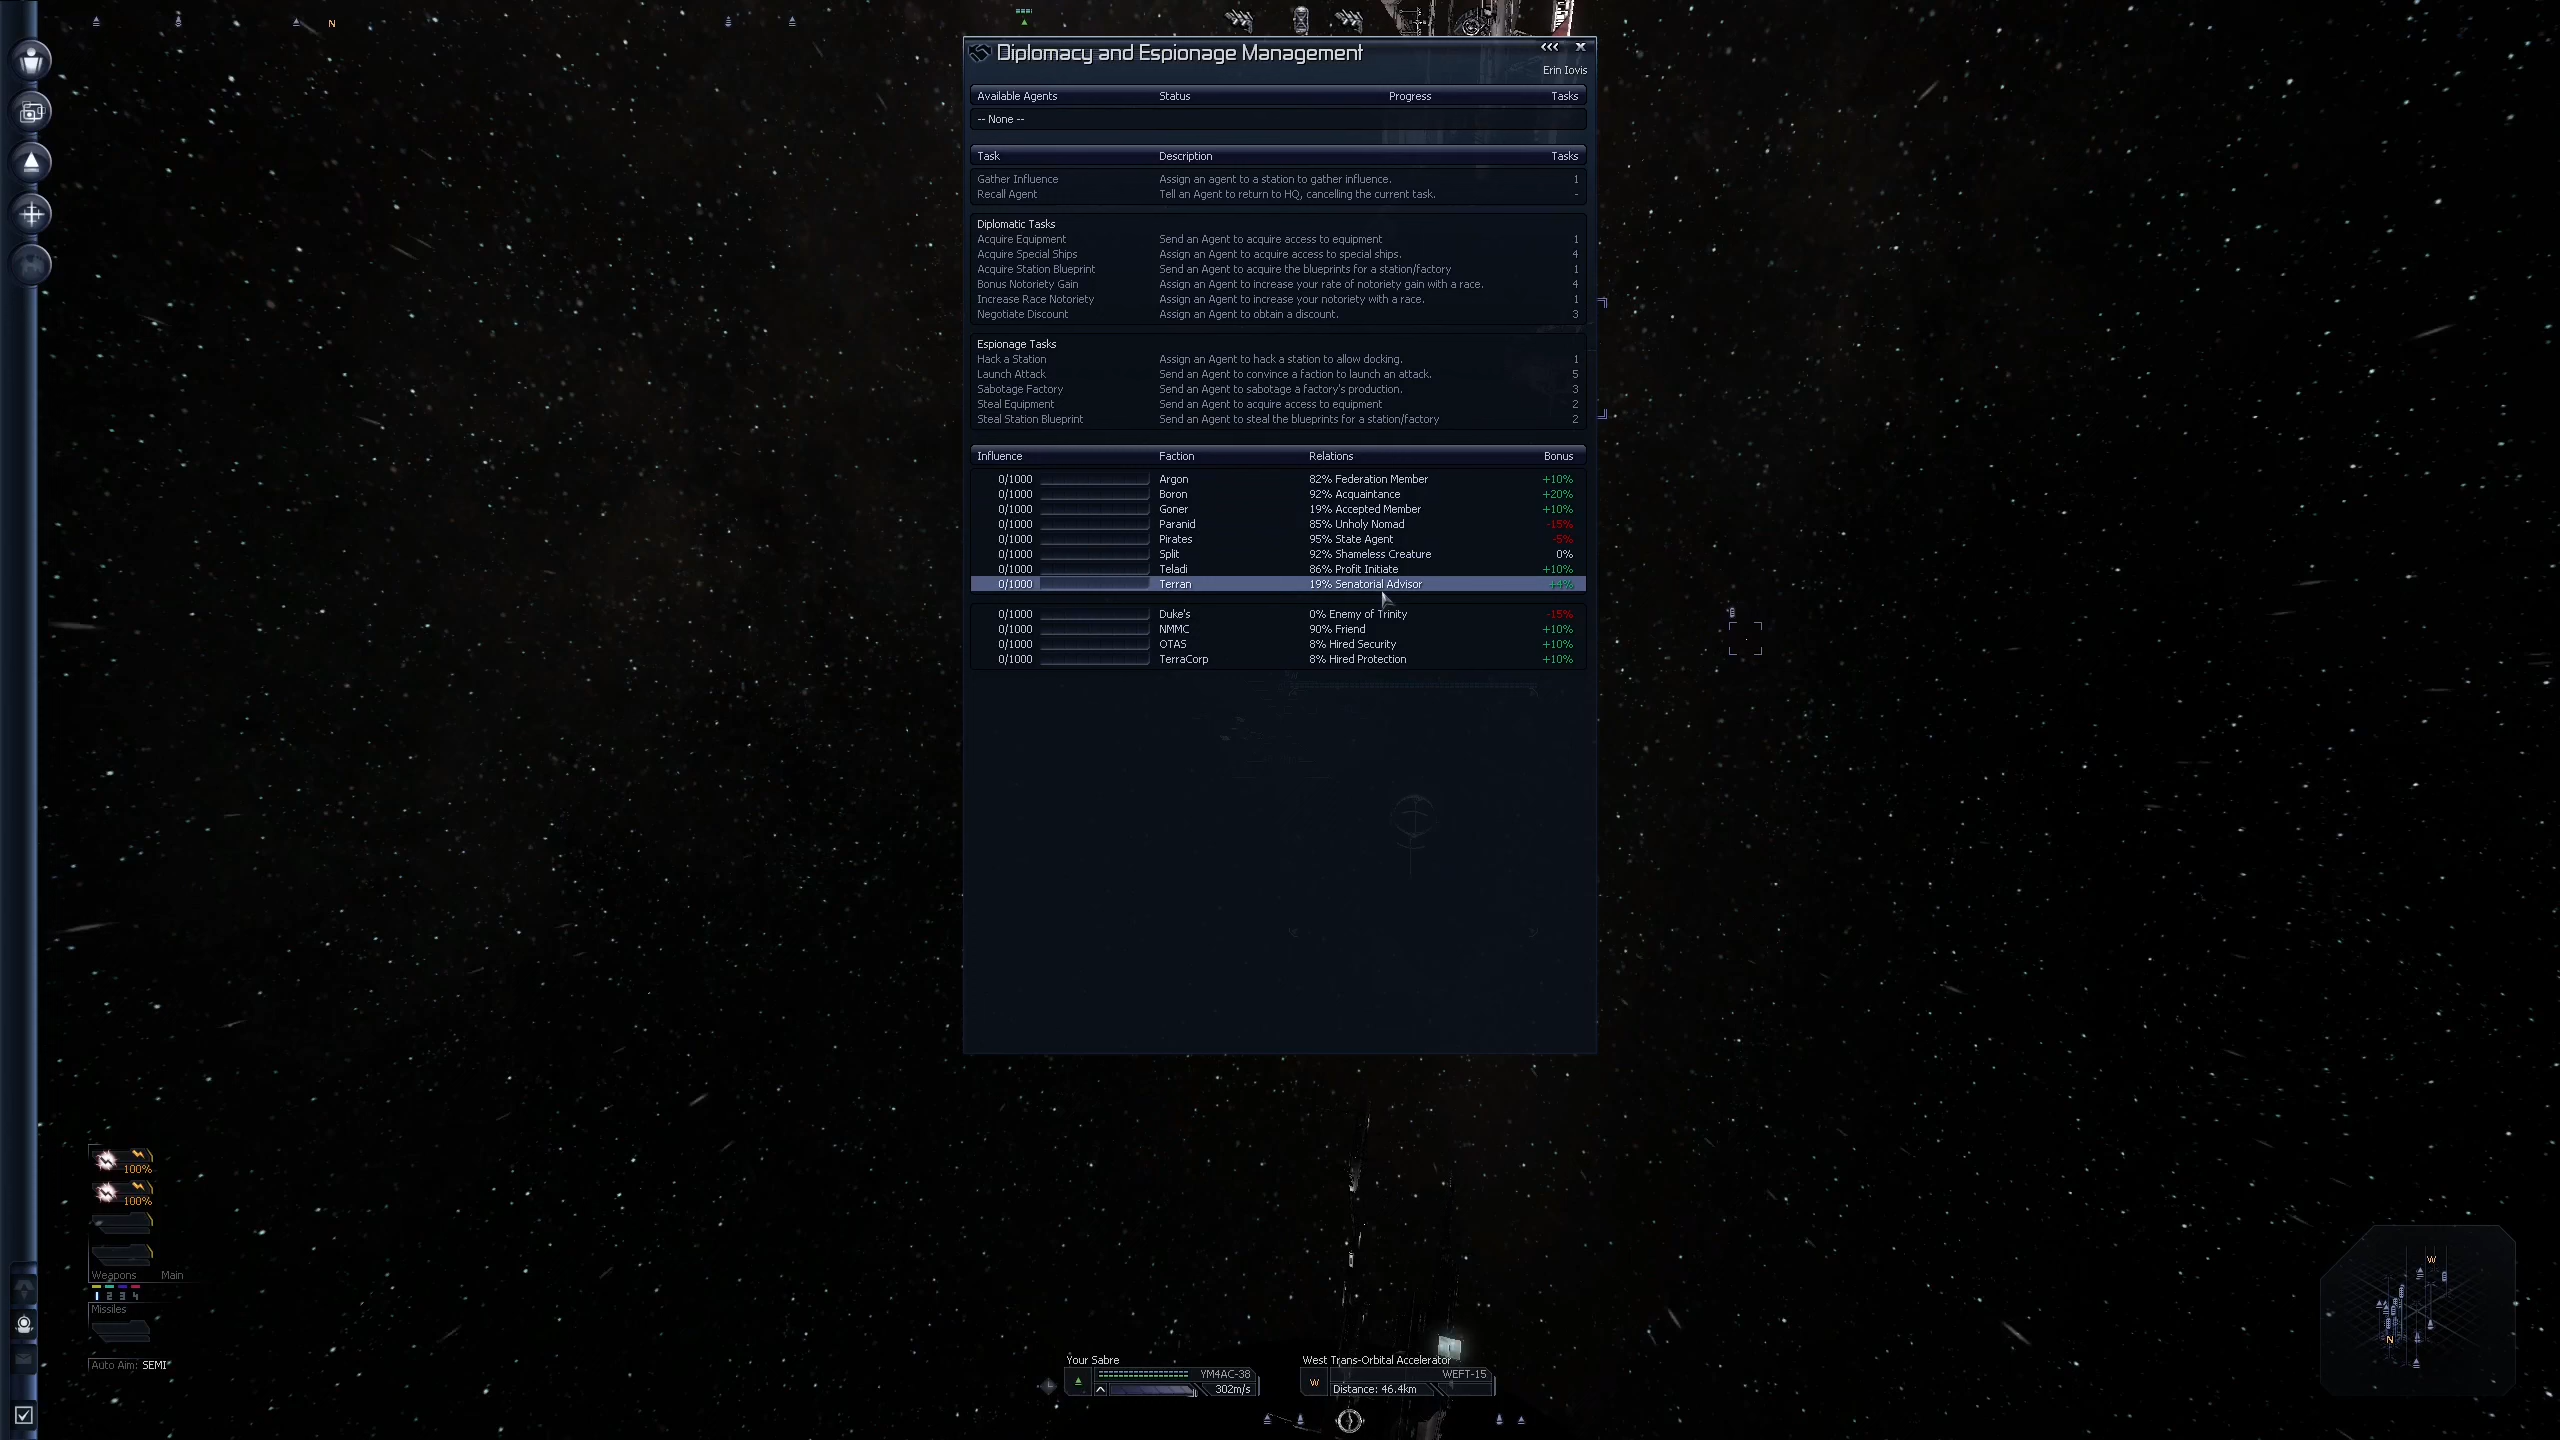 N
Diplomacy and Espionage Management
Erin Iovis
Available Agents Status Progress Tasks
-- None --
Task Description Tasks
Gather Influence Assign an agent to a station to gather influence. 1
Recall Agent Tell an Agent to return to HQ, cancelling the current task. -
Diplomatic Tasks
Acquire Equipment Send an Agent to acquire access to equipment 1
Acquire Special Ships Assign an Agent to acquire access to special ships. 4
Acquire Station Blueprint Send an Agent to acquire the blueprints for a station/factory 1
Bonus Notoriety Gain Assign an Agent to increase your rate of notoriety gain with a race. 4
Increase Race Notoriety Assign an Agent to increase your notoriety with a race. 1
Negotiate Discount Assign an Agent to obtain a discount. 3
Espionage Tasks
Hack a Station Assign an Agent to hack a station to allow docking. 1
Launch Attack Send an Agent to convince a faction to launch an attack. 5
Sabotage Factory Send an Agent to sabotage a factory's production. 3
Steal Equipment Send an Agent to acquire access to equipment 2
Steal Station Blueprint Send an Agent to steal the blueprints for a station/factory 2
Influence Faction Relations Bonus
0/1000 Argon 82% Federation Member +10%
0/1000 Boron 92% Acquaintance +20%
0/1000 Goner 19% Accepted Member +10%
0/1000 Paranid 85% Unholy Nomad -15%
0/1000 Pirates 95% State Agent -5%
0/1000 Split 92% Shameless Creature 0%
0/1000 Teladi 86% Profit Initiate +10%
0/1000 Terran 19% Senatorial Advisor +4%
0/1000 Duke's 0% Enemy of Trinity -15%
0/1000 NMMC 90% Friend +10%
0/1000 OTAS 8% Hired Security +10%
0/1000 TerraCorp 8% Hired Protection +10%
100%
100%
Weapons Main
1 2 3 4
Missiles
Auto Aim: SEMI
Your Sabre
YM4AC-38
302m/s
West Trans-Orbital Accelerator
WEFT-15
W
Distance: 46.4km
W
N